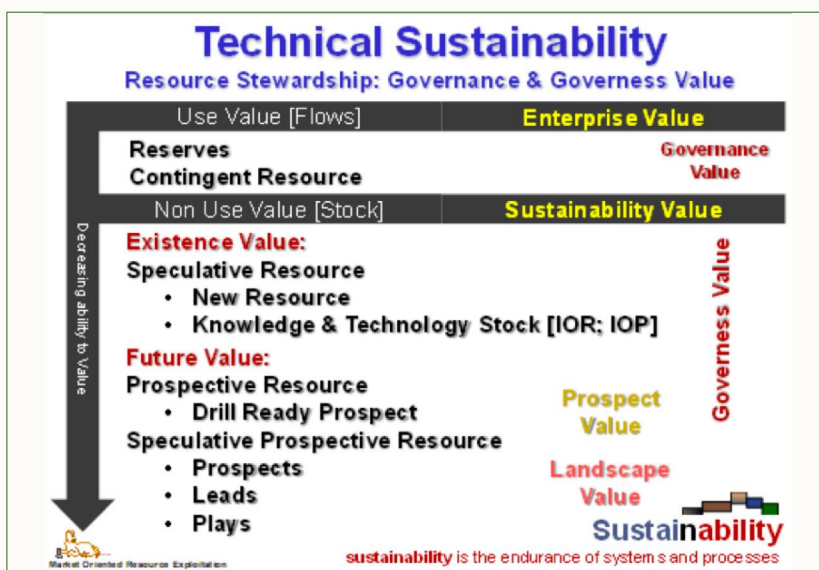 Technical Sustainability
Resource Stewardship: Governance & Governess Value
Use Value [Flows] Enterprise Value
Reserves
Contingent Resource
Governance
Value
Non Use Value [Stock] Sustainability Value
Decreasing ability to Value
Existence Value:
Speculative Resource
• New Resource
• Knowledge & Technology Stock [IOR; IOP]
Governess Value
Future Value:
Prospective Resource
• Drill Ready Prospect
Prospect
Value
Speculative Prospective Resource
• Prospects
• Leads
• Plays
Landscape
Value
Sustainability
Market Oriented Resource Exploitation
sustainability is the endurance of systems and processes